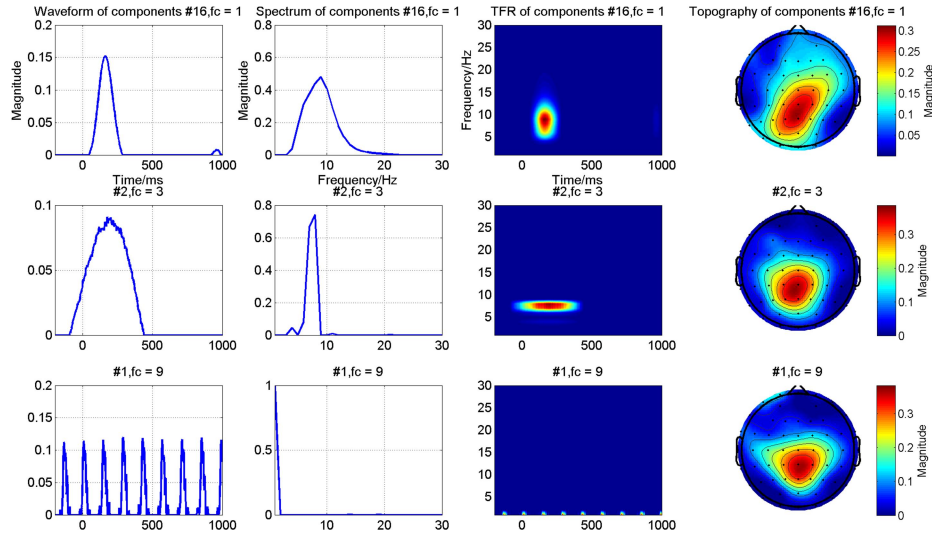 Waveform of components #16,fc = 1
Spectrum of components #16,fc = 1
TFR of components #16,fc = 1
Topography of components #16,fc = 1
Magnitude
0.2
0.15
0.1
0.05
0
0 500 1000
Time/ms
Magnitude
0.8
0.6
0.4
0.2
0
10 20 30
Frequency/Hz
Frequency/Hz
30
25
20
15
10
5
0 500 1000
Time/ms
0.3
0.25
0.2
0.15
0.1
0.05
Magnitude
#2,fc = 3
#2,fc = 3
#2,fc = 3
#2,fc = 3
0.1
0.05
0
0 500 1000
0.8
0.6
0.4
0.2
0
10 20 30
30
25
20
15
10
5
0 500 1000
0.3
0.2
0.1
0
Magnitude
#1,fc = 9
#1,fc = 9
#1,fc = 9
#1,fc = 9
0.2
0.15
0.1
0.05
0
0 500 1000
1
0.5
0
10 20 30
30
25
20
15
10
5
0 500 1000
0.3
0.2
0.1
0
Magnitude